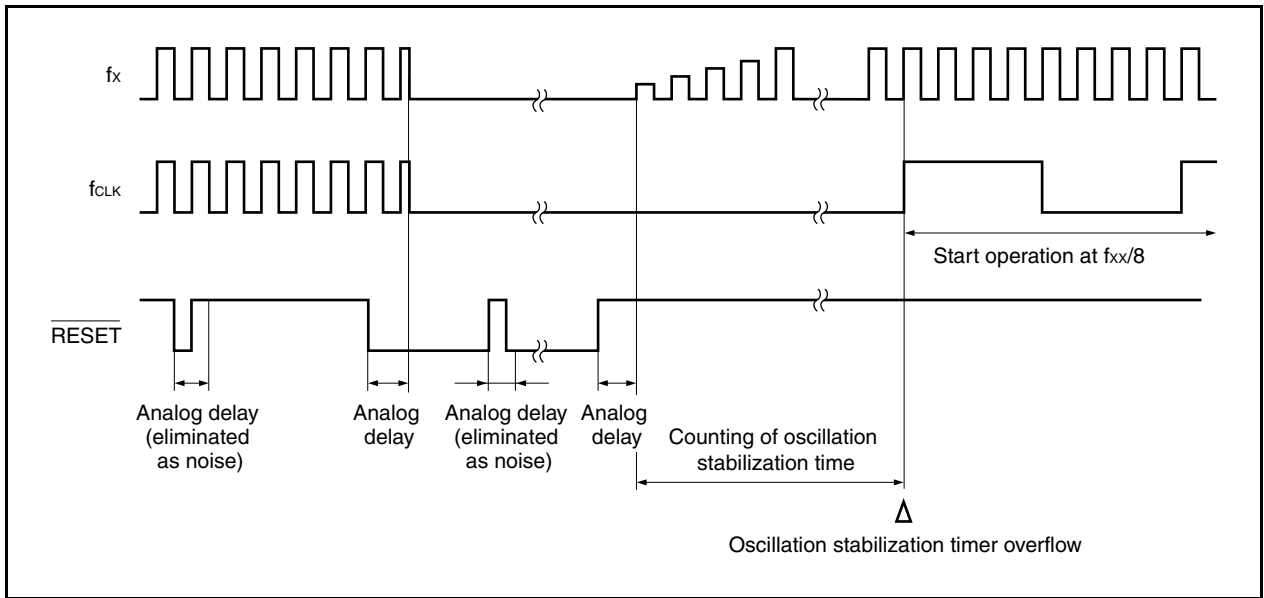 fx
fCLK
Start operation at fxx/8
RESET
Analog delay
(eliminated
as noise)
Analog
delay
Analog delay
(eliminated
as noise)
Analog
delay
Counting of oscillation
stabilization time
Oscillation stabilization timer overflow